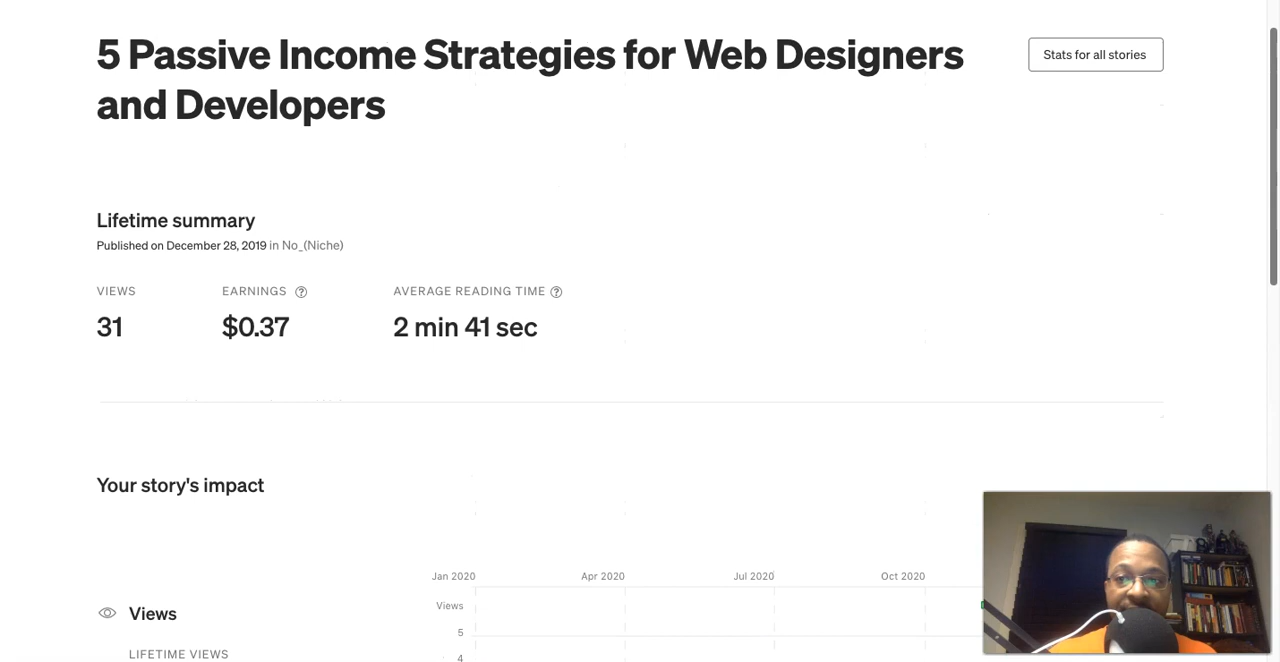 5 Passive Income Strategies for Web Designers
and Developers
Stats for all stories
Lifetime summary
Published on December 28, 2019 in No_(Niche)
VIEWS EARNINGS ? AVERAGE READING TIME ?
31 $0.37 2 min 41 sec
Your story's impact
Jan 2020 Apr 2020 Jul 2020 Oct 2020
Views
Views
5
LIFETIME VIEWS
4